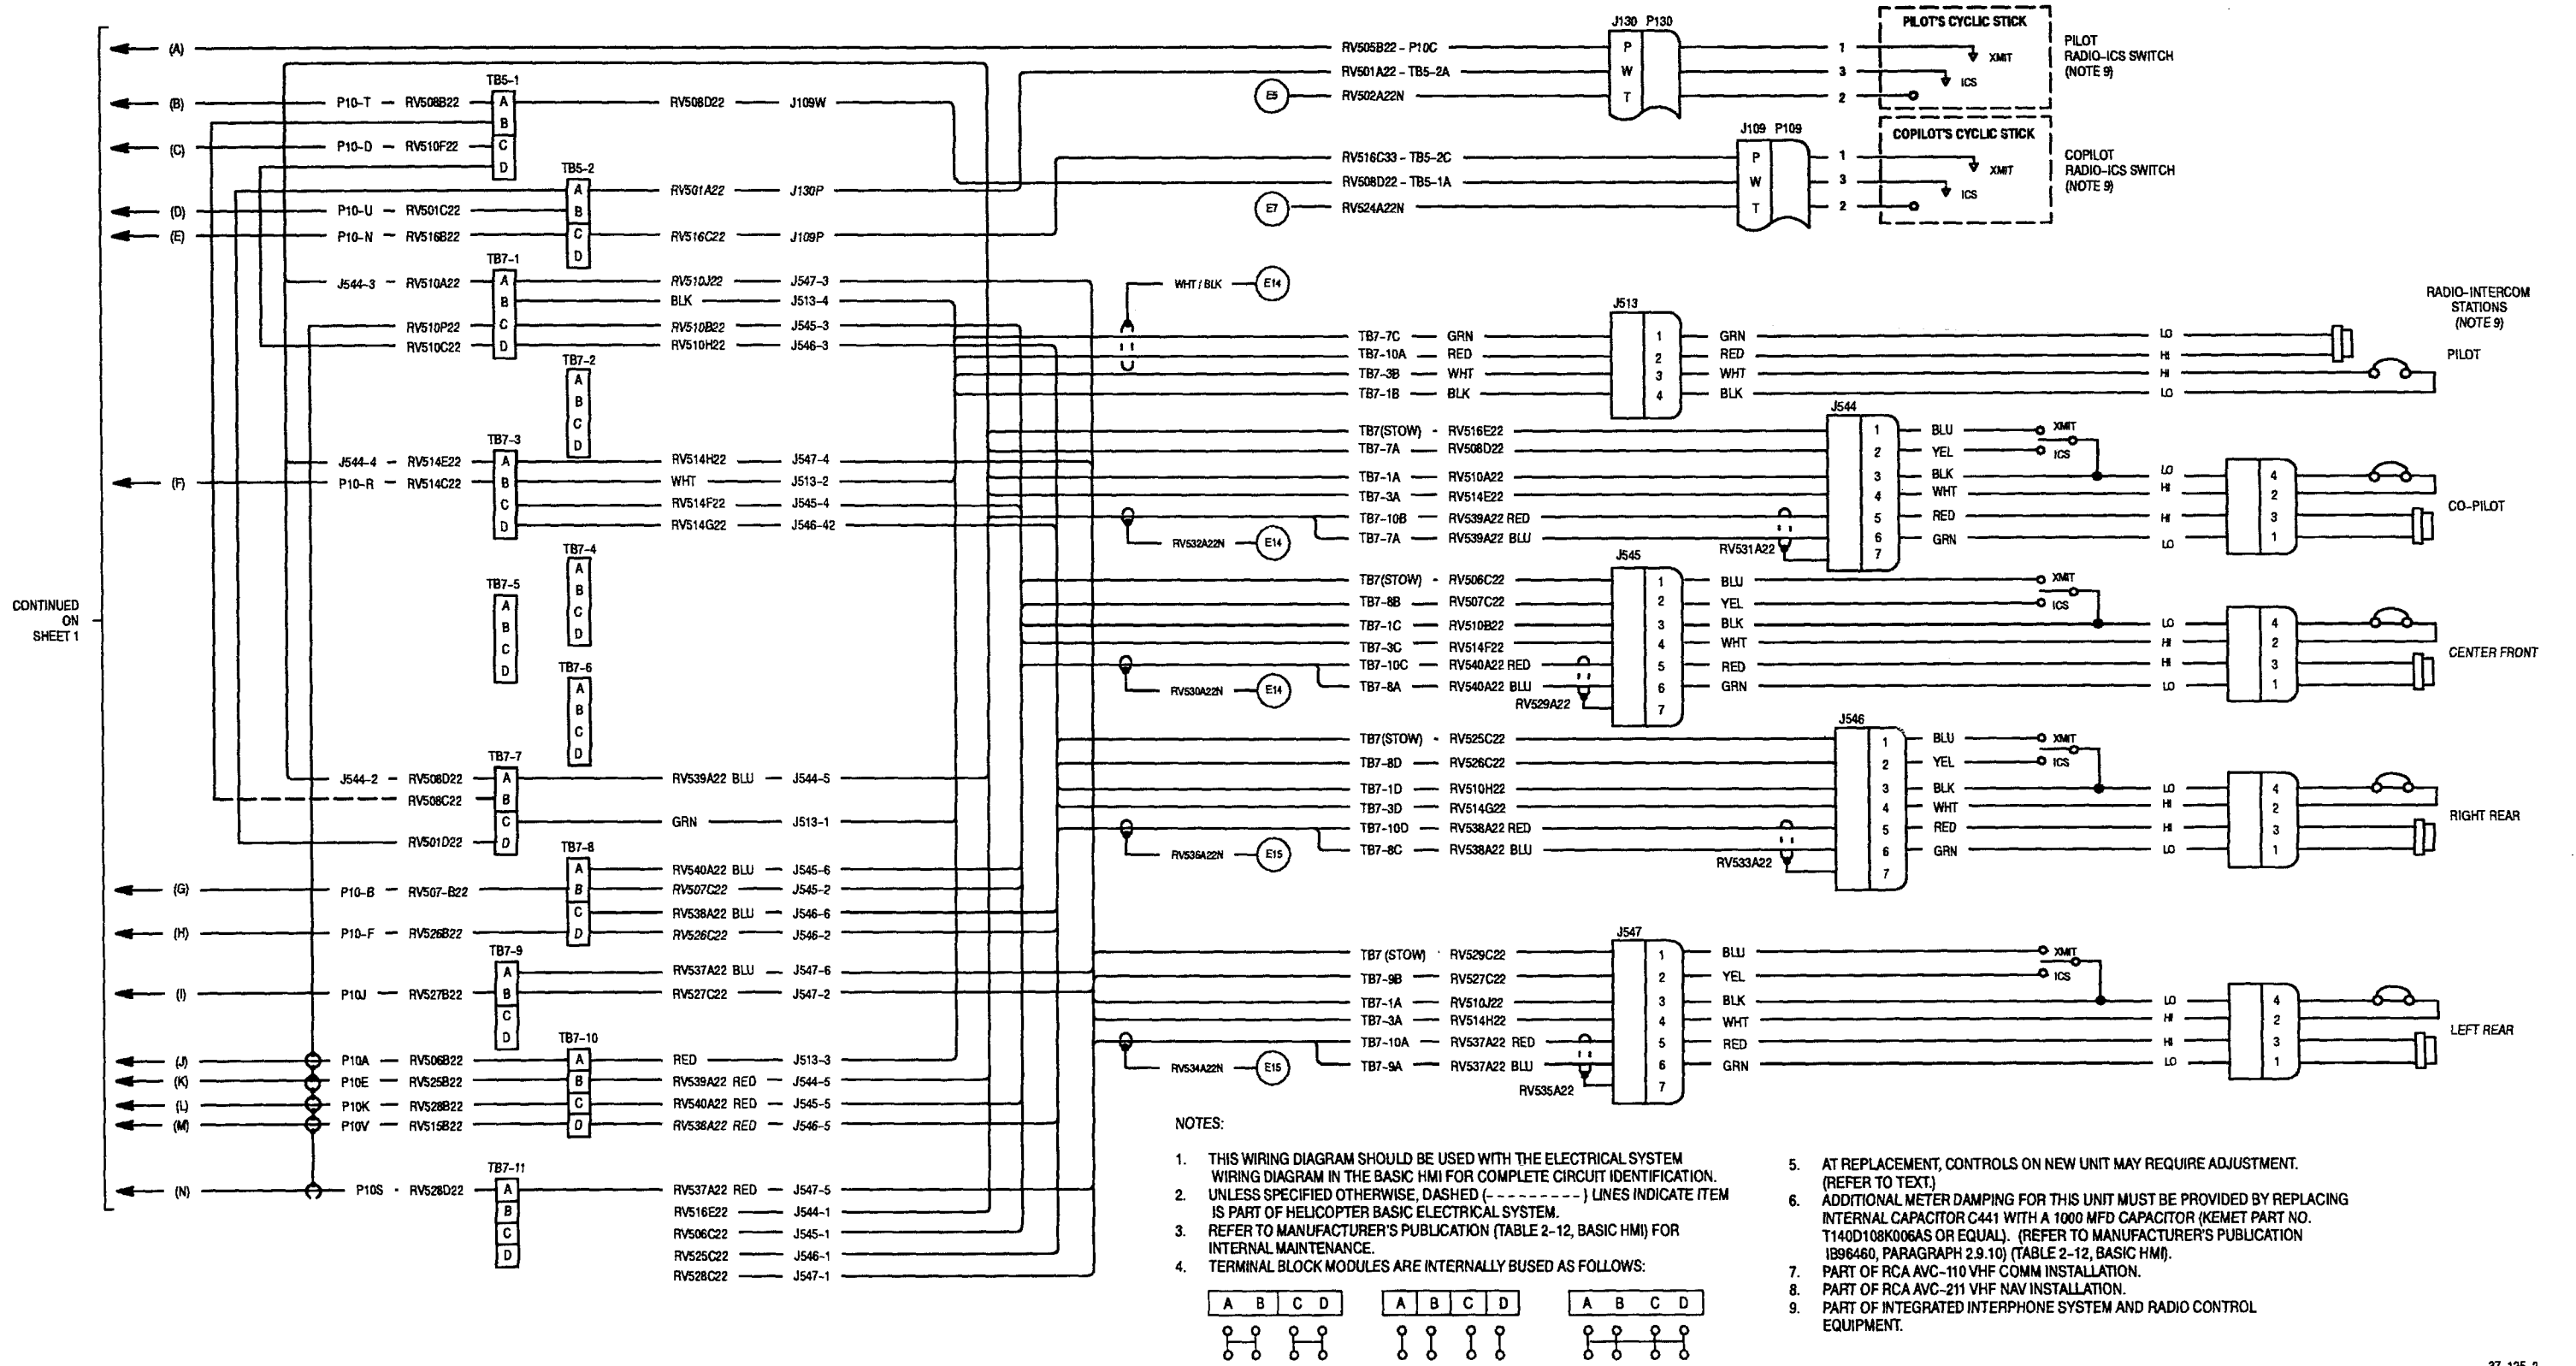 CONTINUED
ON
SHEET 1
(A)
(B) P10-T - RV508B22
(C) P10-D - RV510F22
(D) P10-U - RV501C22
(E) P10-N - RV516B22
TB5-1
A RV508D22 - J109W
B
C
D
TB5-2
A RV501A22 - J130P
B
C RV516C22 - J109P
D
TB7-1
J544-3 - RV510A22 A RV510J22 - J547-3
B BLK - J513-4
RV510P22 C RV510B22 - J545-3
RV510C22 D RV510H22 - J546-3
TB7-2
A
B
C
D
TB7-3
J544-4 - RV514E22 A RV514H22 - J547-4
(F) P10-R - RV514C22 B WHT - J513-2
C RV514F22 - J545-4
D RV514G22 - J546-42
TB7-4
A
B
C
D
TB7-5
A
B
C
D
TB7-6
A
B
C
D
TB7-7
J544-2 - RV508D22 A RV539A22 BLU - J544-5
RV508C22 B
C GRN - J513-1
RV501D22 D
TB7-8
A RV540A22 BLU - J545-6
(G) P10-B - RV507-B22 B RV507C22 - J545-2
C RV538A22 BLU - J546-6
(H) P10-F - RV526B22 D RV526C22 - J546-2
TB7-9
A RV537A22 BLU - J547-6
(I) P10J - RV527B22 B RV527C22 - J547-2
C
D
TB7-10
(J) P10A - RV506B22 A RED - J513-3
(K) P10E - RV525B22 B RV539A22 RED - J544-5
(L) P10K - RV528B22 C RV540A22 RED - J545-5
(M) P10V - RV515B22 D RV538A22 RED - J546-5
TB7-11
(N) P10S - RV528D22 A RV537A22 RED - J547-5
B RV516E22 - J544-1
C RV506C22 - J545-1
D RV525C22 - J546-1
RV528C22 - J547-1
J130 P130
RV505B22 - P10C P 1
RV501A22 - TB5-2A W 3
E5 RV502A22N T 2
PILOT'S CYCLIC STICK
XMIT
ICS
PILOT
RADIO-ICS SWITCH
(NOTE 9)
J109 P109
RV516C33 - TB5-2C P 1
RV508D22 - TB5-1A W 3
E7 RV524A22N T 2
COPILOT'S CYCLIC STICK
XMIT
ICS
COPILOT
RADIO-ICS SWITCH
(NOTE 9)
RADIO-INTERCOM
STATIONS
(NOTE 9)
WHT / BLK E14
J513
TB7-7C - GRN 1 GRN LO
TB7-10A - RED 2 RED HI
TB7-3B - WHT 3 WHT HI
TB7-1B - BLK 4 BLK LO
PILOT
J544
TB7(STOW) - RV516E22 1 BLU XMIT
TB7-7A - RV508D22 2 YEL ICS
TB7-1A - RV510A22 3 BLK LO 4
TB7-3A - RV514E22 4 WHT HI 2
TB7-10B - RV539A22 RED 5 RED HI 3
TB7-7A - RV539A22 BLU 6 GRN LO 1
RV532A22N E14
RV531A22 7
CO-PILOT
J545
TB7(STOW) - RV506C22 1 BLU XMIT
TB7-8B - RV507C22 2 YEL ICS
TB7-1C - RV510B22 3 BLK LO 4
TB7-3C - RV514F22 4 WHT HI 2
TB7-10C - RV540A22 RED 5 RED HI 3
TB7-8A - RV540A22 BLU 6 GRN LO 1
RV530A22N E14
RV529A22 7
CENTER FRONT
J546
TB7(STOW) - RV525C22 1 BLU XMIT
TB7-8D - RV526C22 2 YEL ICS
TB7-1D - RV510H22 3 BLK LO 4
TB7-3D - RV514G22 4 WHT HI 2
TB7-10D - RV538A22 RED 5 RED HI 3
TB7-8C - RV538A22 BLU 6 GRN LO 1
RV536A22N E15
RV533A22 7
RIGHT REAR
J547
TB7 (STOW) - RV529C22 1 BLU XMIT
TB7-9B - RV527C22 2 YEL ICS
TB7-1A - RV510J22 3 BLK LO 4
TB7-3A - RV514H22 4 WHT HI 2
TB7-10A - RV537A22 RED 5 RED HI 3
TB7-9A - RV537A22 BLU 6 GRN LO 1
RV534A22N E15
RV535A22 7
LEFT REAR
NOTES:
1. THIS WIRING DIAGRAM SHOULD BE USED WITH THE ELECTRICAL SYSTEM
WIRING DIAGRAM IN THE BASIC HMI FOR COMPLETE CIRCUIT IDENTIFICATION.
2. UNLESS SPECIFIED OTHERWISE, DASHED (- - - - - - - - -) LINES INDICATE ITEM
IS PART OF HELICOPTER BASIC ELECTRICAL SYSTEM.
3. REFER TO MANUFACTURER'S PUBLICATION (TABLE 2-12, BASIC HMI) FOR
INTERNAL MAINTENANCE.
4. TERMINAL BLOCK MODULES ARE INTERNALLY BUSED AS FOLLOWS:
A B C D
A B C D
A B C D
5. AT REPLACEMENT, CONTROLS ON NEW UNIT MAY REQUIRE ADJUSTMENT.
(REFER TO TEXT.)
6. ADDITIONAL METER DAMPING FOR THIS UNIT MUST BE PROVIDED BY REPLACING
INTERNAL CAPACITOR C441 WITH A 1000 MFD CAPACITOR (KEMET PART NO.
T140D108K006AS OR EQUAL). (REFER TO MANUFACTURER'S PUBLICATION
IB96460, PARAGRAPH 2.9.10) (TABLE 2-12, BASIC HMI).
7. PART OF RCA AVC-110 VHF COMM INSTALLATION.
8. PART OF RCA AVC-211 VHF NAV INSTALLATION.
9. PART OF INTEGRATED INTERPHONE SYSTEM AND RADIO CONTROL
EQUIPMENT.